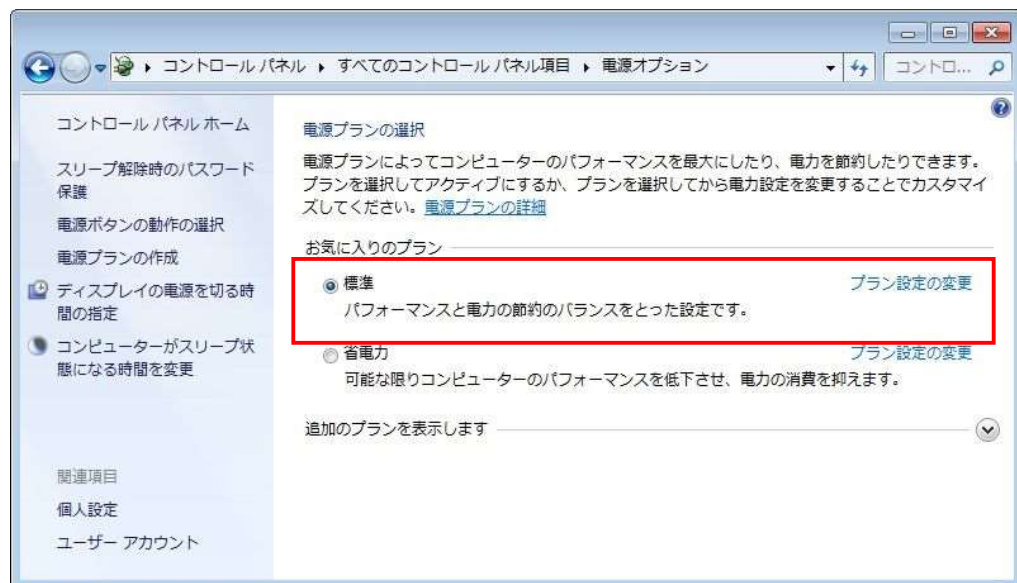 コントロール パネル ▸ すべてのコントロール パネル項目 ▸ 電源オプション
コントロ...
コントロール パネル ホーム
スリープ解除時のパスワード
保護
電源ボタンの動作の選択
電源プランの作成
ディスプレイの電源を切る時
間の指定
コンピューターがスリープ状
態になる時間を変更
関連項目
個人設定
ユーザー アカウント
電源プランの選択
電源プランによってコンピューターのパフォーマンスを最大にしたり、電力を節約したりできます。
プランを選択してアクティブにするか、プランを選択してから電力設定を変更することでカスタマイ
ズしてください。電源プランの詳細
お気に入りのプラン
標準 プラン設定の変更
パフォーマンスと電力の節約のバランスをとった設定です。
省電力 プラン設定の変更
可能な限りコンピューターのパフォーマンスを低下させ、電力の消費を抑えます。
追加のプランを表示します